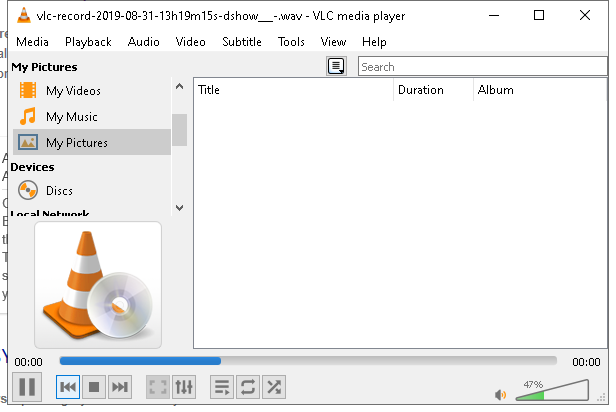 vlc-record-2019-08-31-13h19m15s-dshow__-.wav - VLC media player
Media Playback Audio Video Subtitle Tools View Help
My Pictures
Search
My Videos
My Music
My Pictures
Devices
Discs
Local Network
Title Duration Album
00:00
00:00
47%